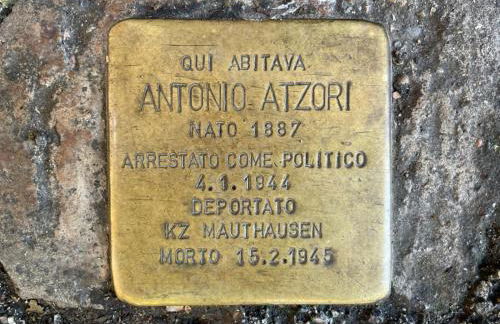 QUI ABITAVA
ANTONIO ATZORI
NATO 1887
ARRESTATO COME POLITICO
4.1.1944
DEPORTATO
KZ MAUTHAUSEN
MORTO 15.2.1945